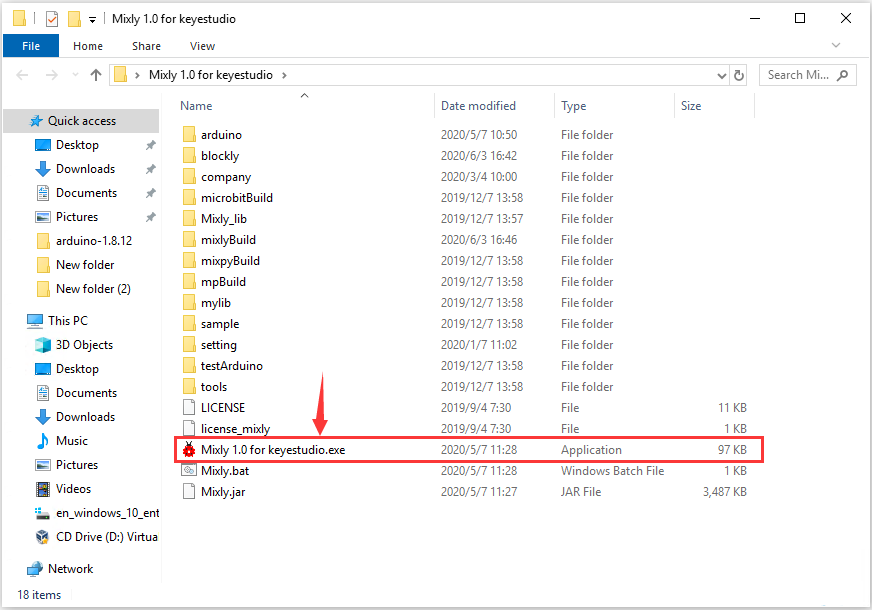 Mixly 1.0 for keyestudio
File Home Share View
Mixly 1.0 for keyestudio Search Mi...
Name Date modified Type Size
Quick access
Desktop
Downloads
Documents
Pictures
arduino-1.8.12
New folder
New folder (2)
This PC
3D Objects
Desktop
Documents
Downloads
Music
Pictures
Videos
en_windows_10_ent
CD Drive (D:) Virtua
Network
arduino 2020/5/7 10:50 File folder
blockly 2020/6/3 16:42 File folder
company 2020/3/4 10:00 File folder
microbitBuild 2019/12/7 13:58 File folder
Mixly_lib 2019/12/7 13:57 File folder
mixlyBuild 2020/6/3 16:46 File folder
mixpyBuild 2019/12/7 13:58 File folder
mpBuild 2019/12/7 13:58 File folder
mylib 2019/12/7 13:58 File folder
sample 2019/12/7 13:58 File folder
setting 2020/1/7 11:02 File folder
testArduino 2019/12/7 13:58 File folder
tools 2019/12/7 13:58 File folder
LICENSE 2019/9/4 7:30 File 11 KB
license_mixly 2019/9/4 7:30 File 1 KB
Mixly 1.0 for keyestudio.exe 2020/5/7 11:28 Application 97 KB
Mixly.bat 2020/5/7 11:28 Windows Batch File 1 KB
Mixly.jar 2020/5/7 11:27 JAR File 3,487 KB
18 items